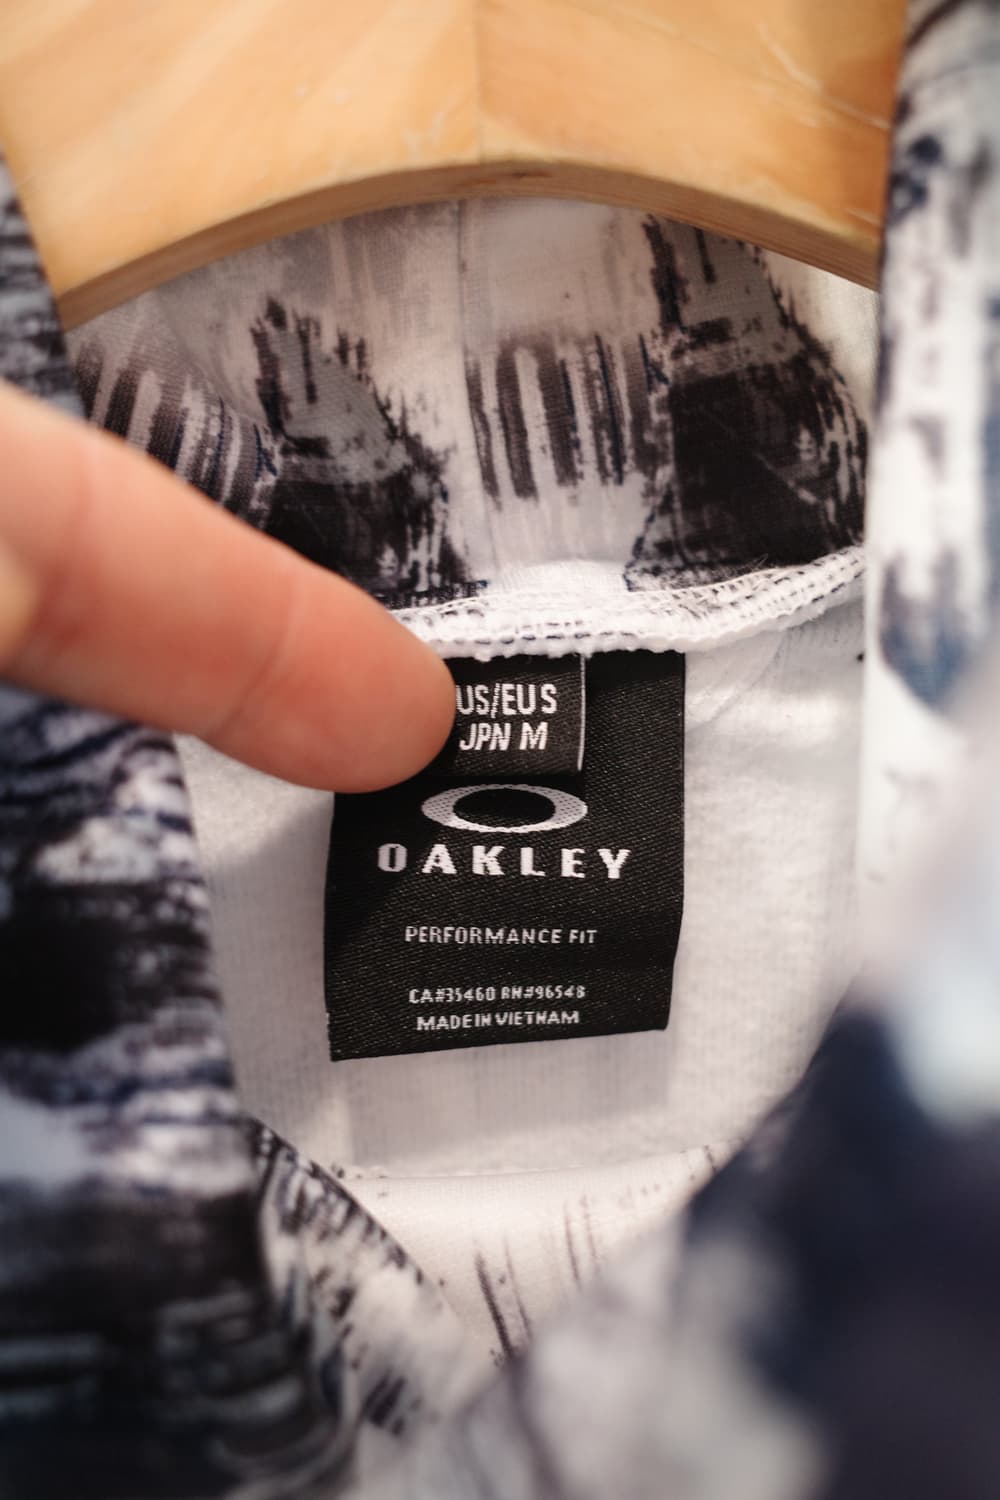 US/EU S
JPN M
OAKLEY
PERFORMANCE FIT
CA#35460 RN#96548
MADE IN VIETNAM